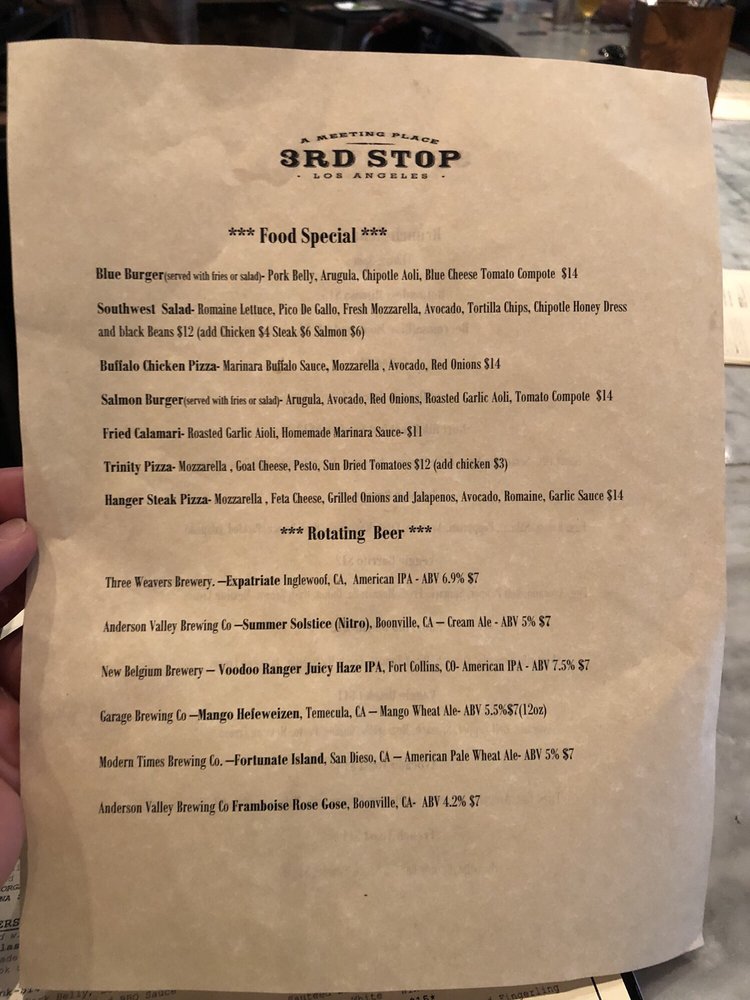 A MEETING PLACE
3RD STOP
- LOS ANGELES -
*** Food Special ***
Blue Burger(served with fries or salad)- Pork Belly, Arugula, Chipotle Aoli, Blue Cheese Tomato Compote $14
Southwest Salad- Romaine Lettuce, Pico De Gallo, Fresh Mozzarella, Avocado, Tortilla Chips, Chipotle Honey Dress
and black Beans $12 (add Chicken $4 Steak $6 Salmon $6)
Buffalo Chicken Pizza- Marinara Buffalo Sauce, Mozzarella , Avocado, Red Onions $14
Salmon Burger(served with fries or salad)- Arugula, Avocado, Red Onions, Roasted Garlic Aoli, Tomato Compote $14
Fried Calamari- Roasted Garlic Aioli, Homemade Marinara Sauce- $11
Trinity Pizza- Mozzarella , Goat Cheese, Pesto, Sun Dried Tomatoes $12 (add chicken $3)
Hanger Steak Pizza- Mozzarella , Feta Cheese, Grilled Onions and Jalapenos, Avocado, Romaine, Garlic Sauce $14
*** Rotating Beer ***
Three Weavers Brewery. –Expatriate Inglewoof, CA, American IPA - ABV 6.9% $7
Anderson Valley Brewing Co –Summer Solstice (Nitro), Boonville, CA – Cream Ale - ABV 5% $7
New Belgium Brewery – Voodoo Ranger Juicy Haze IPA, Fort Collins, CO- American IPA - ABV 7.5% $7
Garage Brewing Co –Mango Hefeweizen, Temecula, CA – Mango Wheat Ale- ABV 5.5%$7(12oz)
Modern Times Brewing Co. –Fortunate Island, San Dieso, CA – American Pale Wheat Ale- ABV 5% $7
Anderson Valley Brewing Co Framboise Rose Gose, Boonville, CA- ABV 4.2% $7